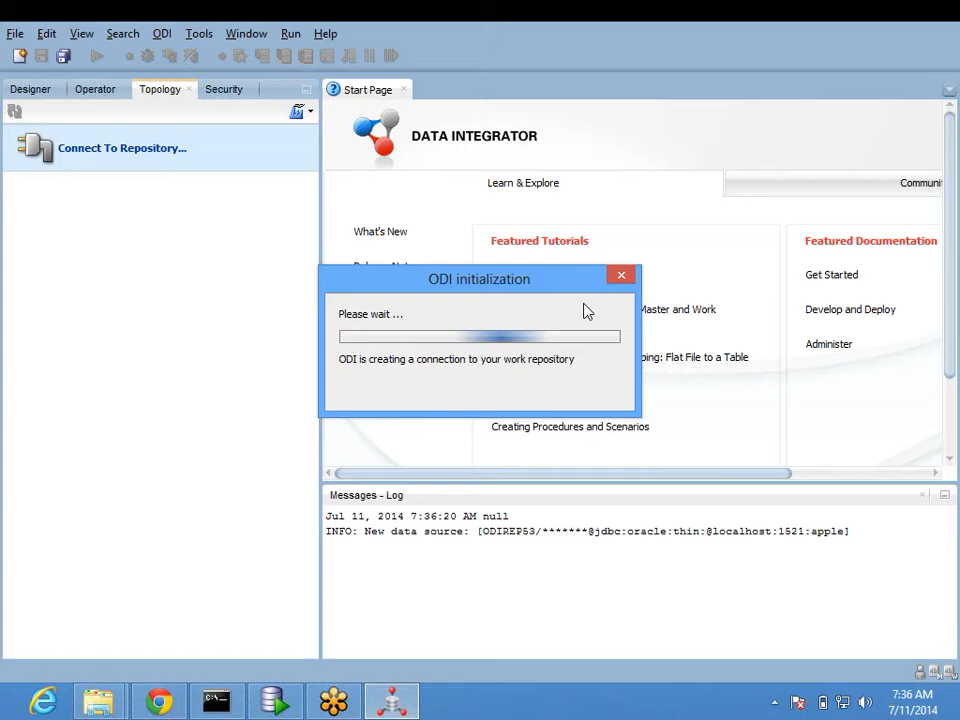 File Edit View Search ODI Tools Window Run Help
Designer Operator Topology Security
Start Page
Connect To Repository...
DATA INTEGRATOR
Learn & Explore
Communi
What's New
Featured Tutorials
Featured Documentation
Get Started
Master and Work
Develop and Deploy
Administer
ping: Flat File to a Table
Creating Procedures and Scenarios
ODI initialization
Please wait ...
ODI is creating a connection to your work repository
Messages - Log
Jul 11, 2014 7:36:20 AM null
INFO: New data source: [ODIREP53/*******@jdbc:oracle:thin:@localhost:1521:apple]
7:36 AM
7/11/2014